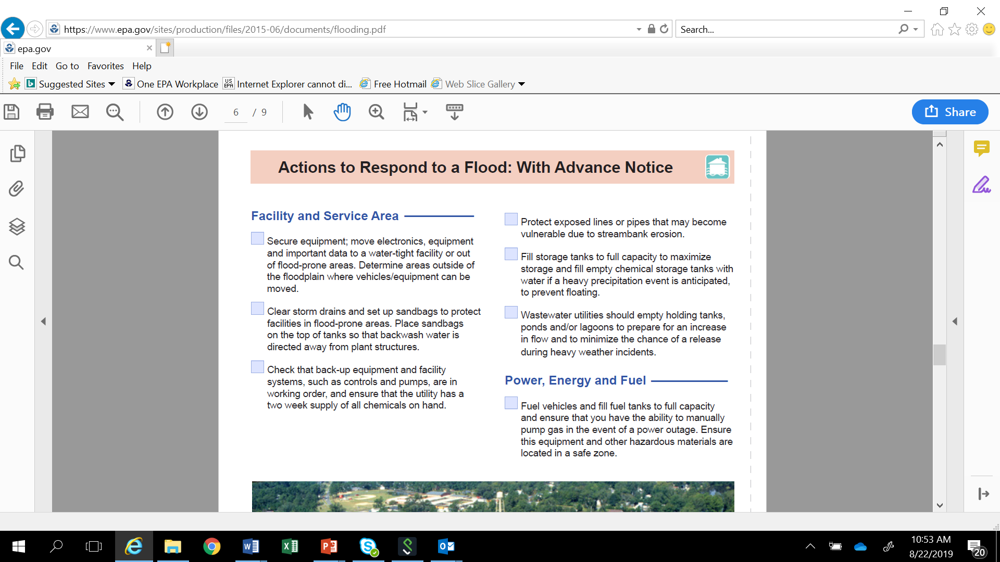 https://www.epa.gov/sites/production/files/2015-06/documents/flooding.pdf
Search...
epa.gov
File Edit Go to Favorites Help
Suggested Sites
One EPA Workplace
US EPA
Internet Explorer cannot di...
Free Hotmail
Web Slice Gallery
6 / 9
Share
Actions to Respond to a Flood: With Advance Notice
Facility and Service Area
Secure equipment; move electronics, equipment
and important data to a water-tight facility or out
of flood-prone areas. Determine areas outside of
the floodplain where vehicles/equipment can be
moved.
Clear storm drains and set up sandbags to protect
facilities in flood-prone areas. Place sandbags
on the top of tanks so that backwash water is
directed away from plant structures.
Check that back-up equipment and facility
systems, such as controls and pumps, are in
working order, and ensure that the utility has a
two week supply of all chemicals on hand.
Protect exposed lines or pipes that may become
vulnerable due to streambank erosion.
Fill storage tanks to full capacity to maximize
storage and fill empty chemical storage tanks with
water if a heavy precipitation event is anticipated,
to prevent floating.
Wastewater utilities should empty holding tanks,
ponds and/or lagoons to prepare for an increase
in flow and to minimize the chance of a release
during heavy weather incidents.
Power, Energy and Fuel
Fuel vehicles and fill fuel tanks to full capacity
and ensure that you have the ability to manually
pump gas in the event of a power outage. Ensure
this equipment and other hazardous materials are
located in a safe zone.
10:53 AM
8/22/2019
20